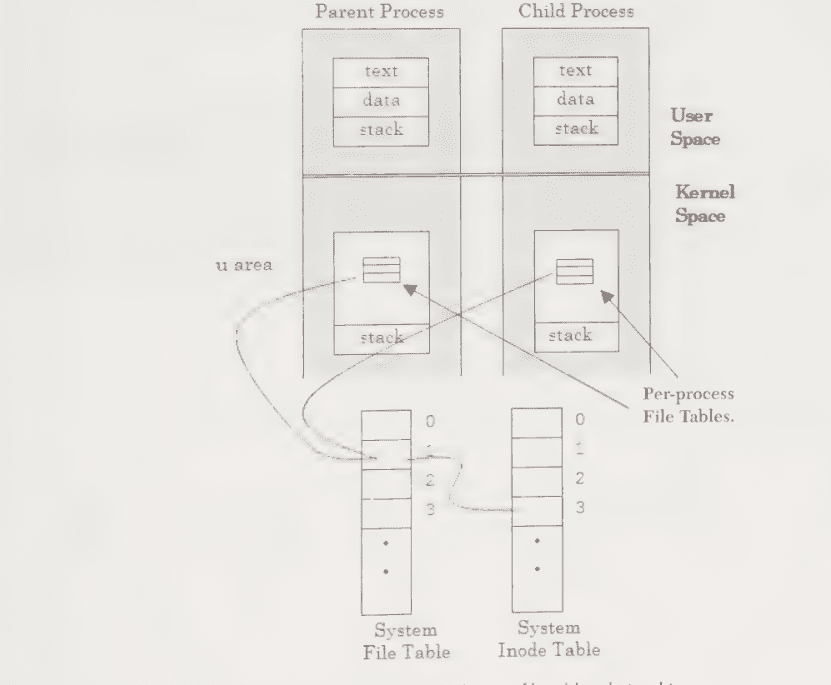 Parent Process
Child Process
text
data
stack
text
data
stack
User
Space
Kernel
Space
u area
stack
stack
Per-process
File Tables.
0
1
2
3
0
1
2
3
System
File Table
System
Inode Table